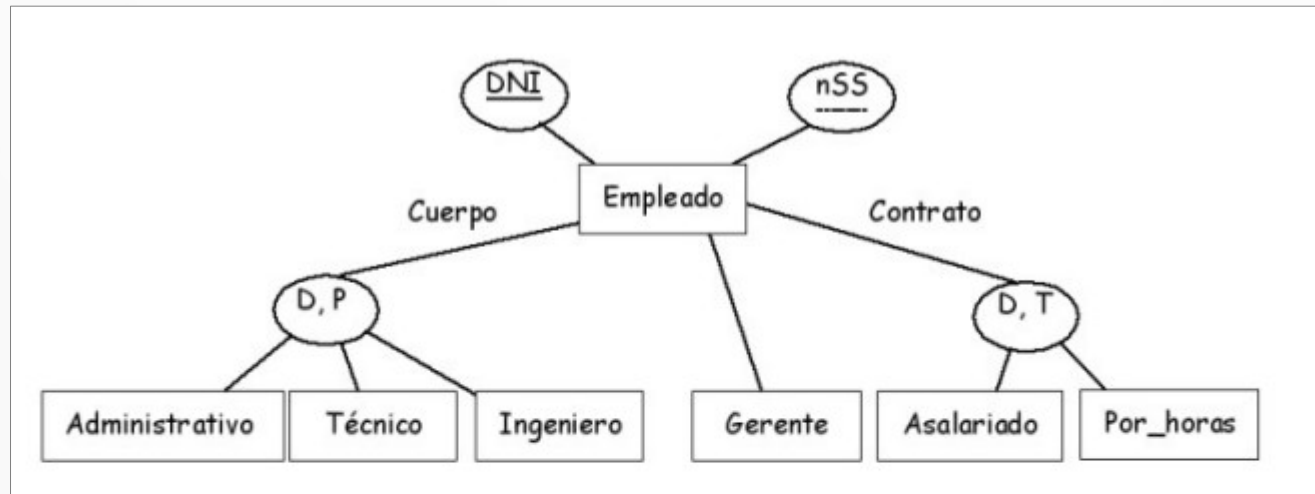 DNI
nSS
Empleado
Cuerpo
Contrato
D, P
D, T
Administrativo
Técnico
Ingeniero
Gerente
Asalariado
Por_horas